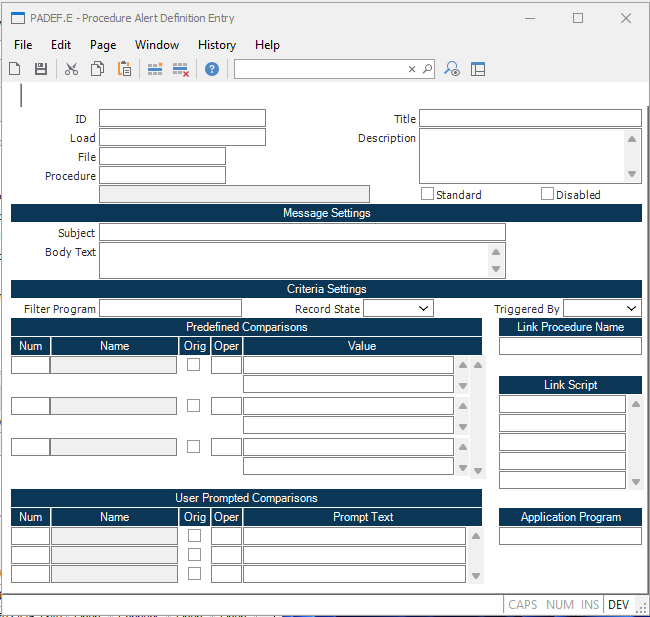 PADEF.E - Procedure Alert Definition Entry
File Edit Page Window History Help
ID Title
Load Description
File
Procedure
Standard Disabled
Message Settings
Subject
Body Text
Criteria Settings
Filter Program Record State Triggered By
Predefined Comparisons Link Procedure Name
Num Name Orig Oper Value
Link Script
User Prompted Comparisons
Num Name Orig Oper Prompt Text Application Program
CAPS NUM INS DEV